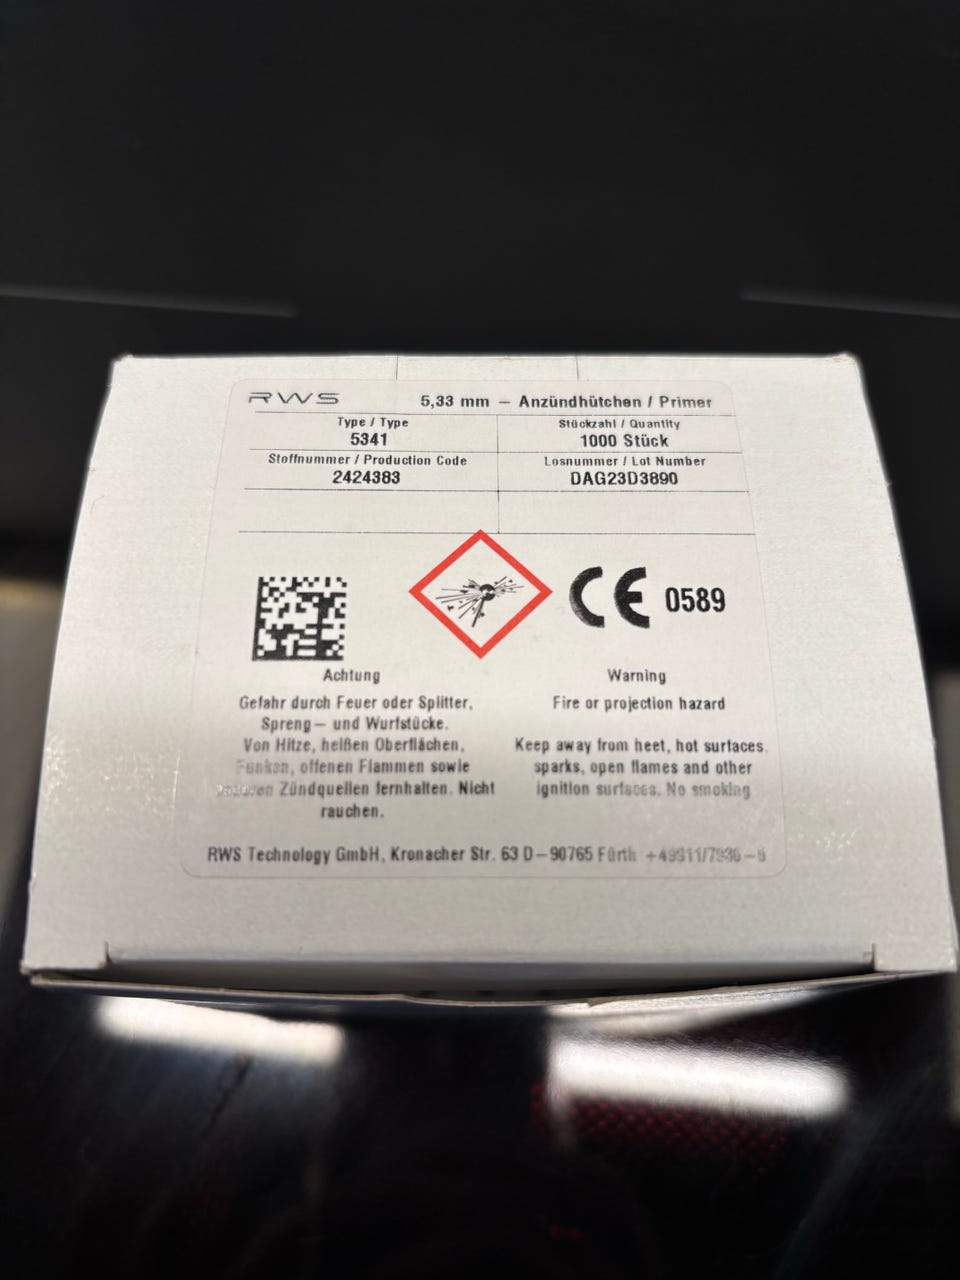 RWS 5,33 mm – Anzündhütchen / Primer
Type / Type Stückzahl / Quantity
5341 1000 Stück
Stoffnummer / Production Code Losnummer / Lot Number
2424383 DAG23D3890
CE 0589
Achtung
Gefahr durch Feuer oder Splitter,
Spreng– und Wurfstücke.
Von Hitze, heißen Oberflächen,
Funken, offenen Flammen sowie
anderen Zündquellen fernhalten. Nicht
rauchen.
Warning
Fire or projection hazard
Keep away from heet, hot surfaces.
sparks, open flames and other
ignition surfaces. No smoking
RWS Technology GmbH, Kronacher Str. 63 D–90765 Fürth